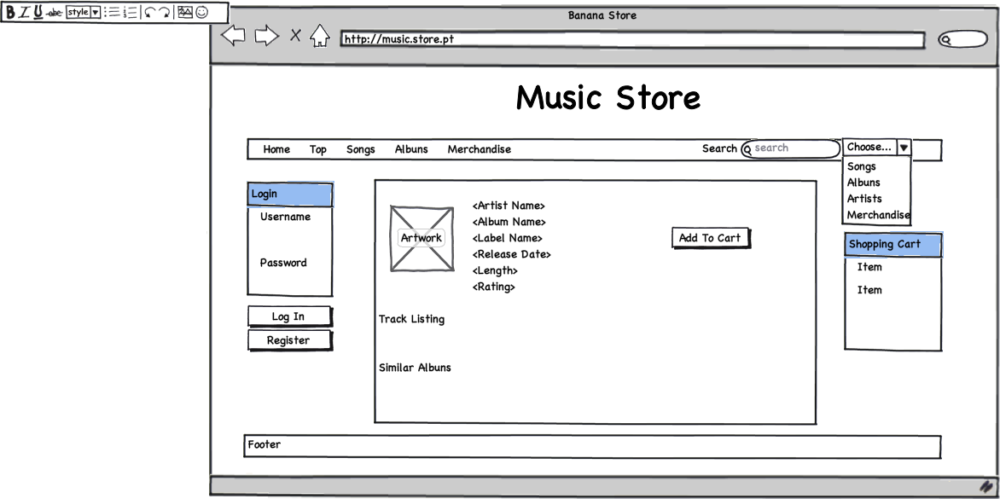 B I U abc style
Banana Store
http://music.store.pt
Music Store
Home Top Songs Albuns Merchandise Search search Choose...
Songs
Albuns
Artists
Merchandise
Login
Username
Password
Log In
Register
Artwork
<Artist Name>
<Album Name>
<Label Name>
<Release Date>
<Length>
<Rating>
Add To Cart
Track Listing
Similar Albuns
Shopping Cart
Item
Item
Footer